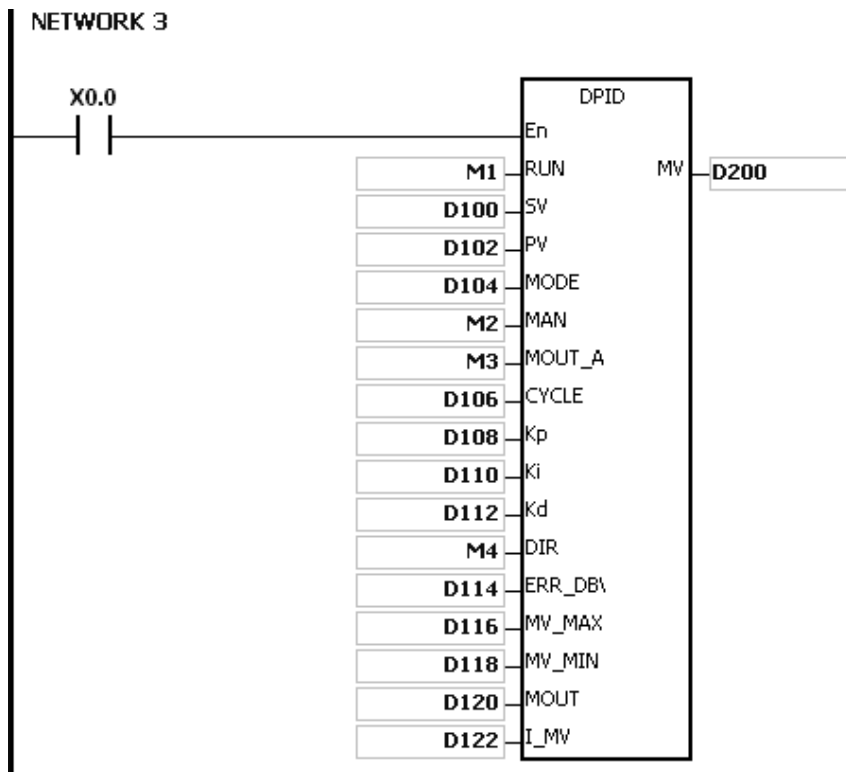 NETWORK 3
X0.0
DPID
En
M1 RUN MV D200
D100 SV
D102 PV
D104 MODE
M2 MAN
M3 MOUT_A
D106 CYCLE
D108 Kp
D110 Ki
D112 Kd
M4 DIR
D114 ERR_DB\
D116 MV_MAX
D118 MV_MIN
D120 MOUT
D122 I_MV